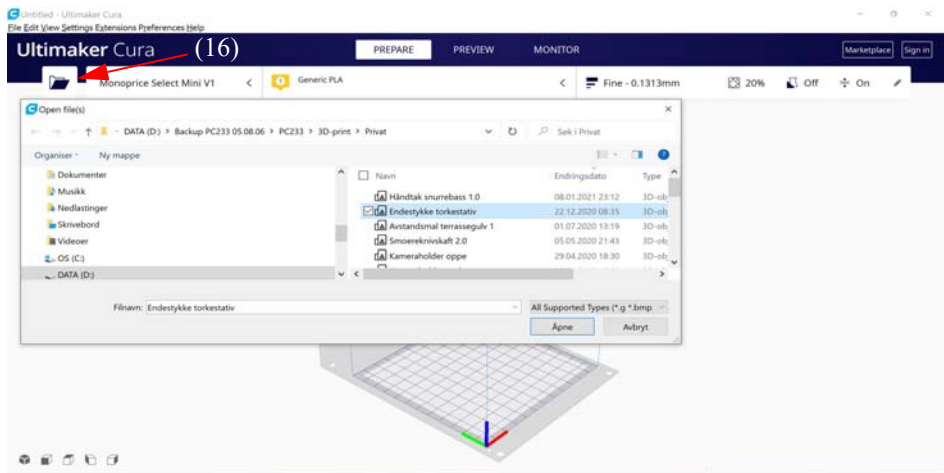 Untitled - Ultimaker Cura
File Edit View Settings Extensions Preferences Help
Ultimaker Cura (16) PREPARE PREVIEW MONITOR Marketplace Sign in
Monoprice Select Mini V1 Generic PLA Fine - 0.1313mm 20% Off On
Open file(s)
DATA (D:) > Backup PC233 05.08.06 > PC233 > 3D-print > Privat Søk i Privat
Organiser Ny mappe
Dokumenter
Musikk
Nedlastinger
Skrivebord
Videoer
OS (C:)
DATA (D:)
Navn Endringsdato Type
Håndtak snurrebass 1.0 08.01.2021 23:12 3D-ob
Endestykke torkestativ 22.12.2020 08:35 3D-ob
Avstandsmal terrassegulv 1 01.07.2020 13:19 3D-ob
Smoereknivskaft 2.0 05.05.2020 21:43 3D-ob
Kameraholder oppe 29.04.2020 18:30 3D-ob
Filnavn: Endestykke torkestativ All Supported Types (*.g *.bmp
Åpne Avbryt